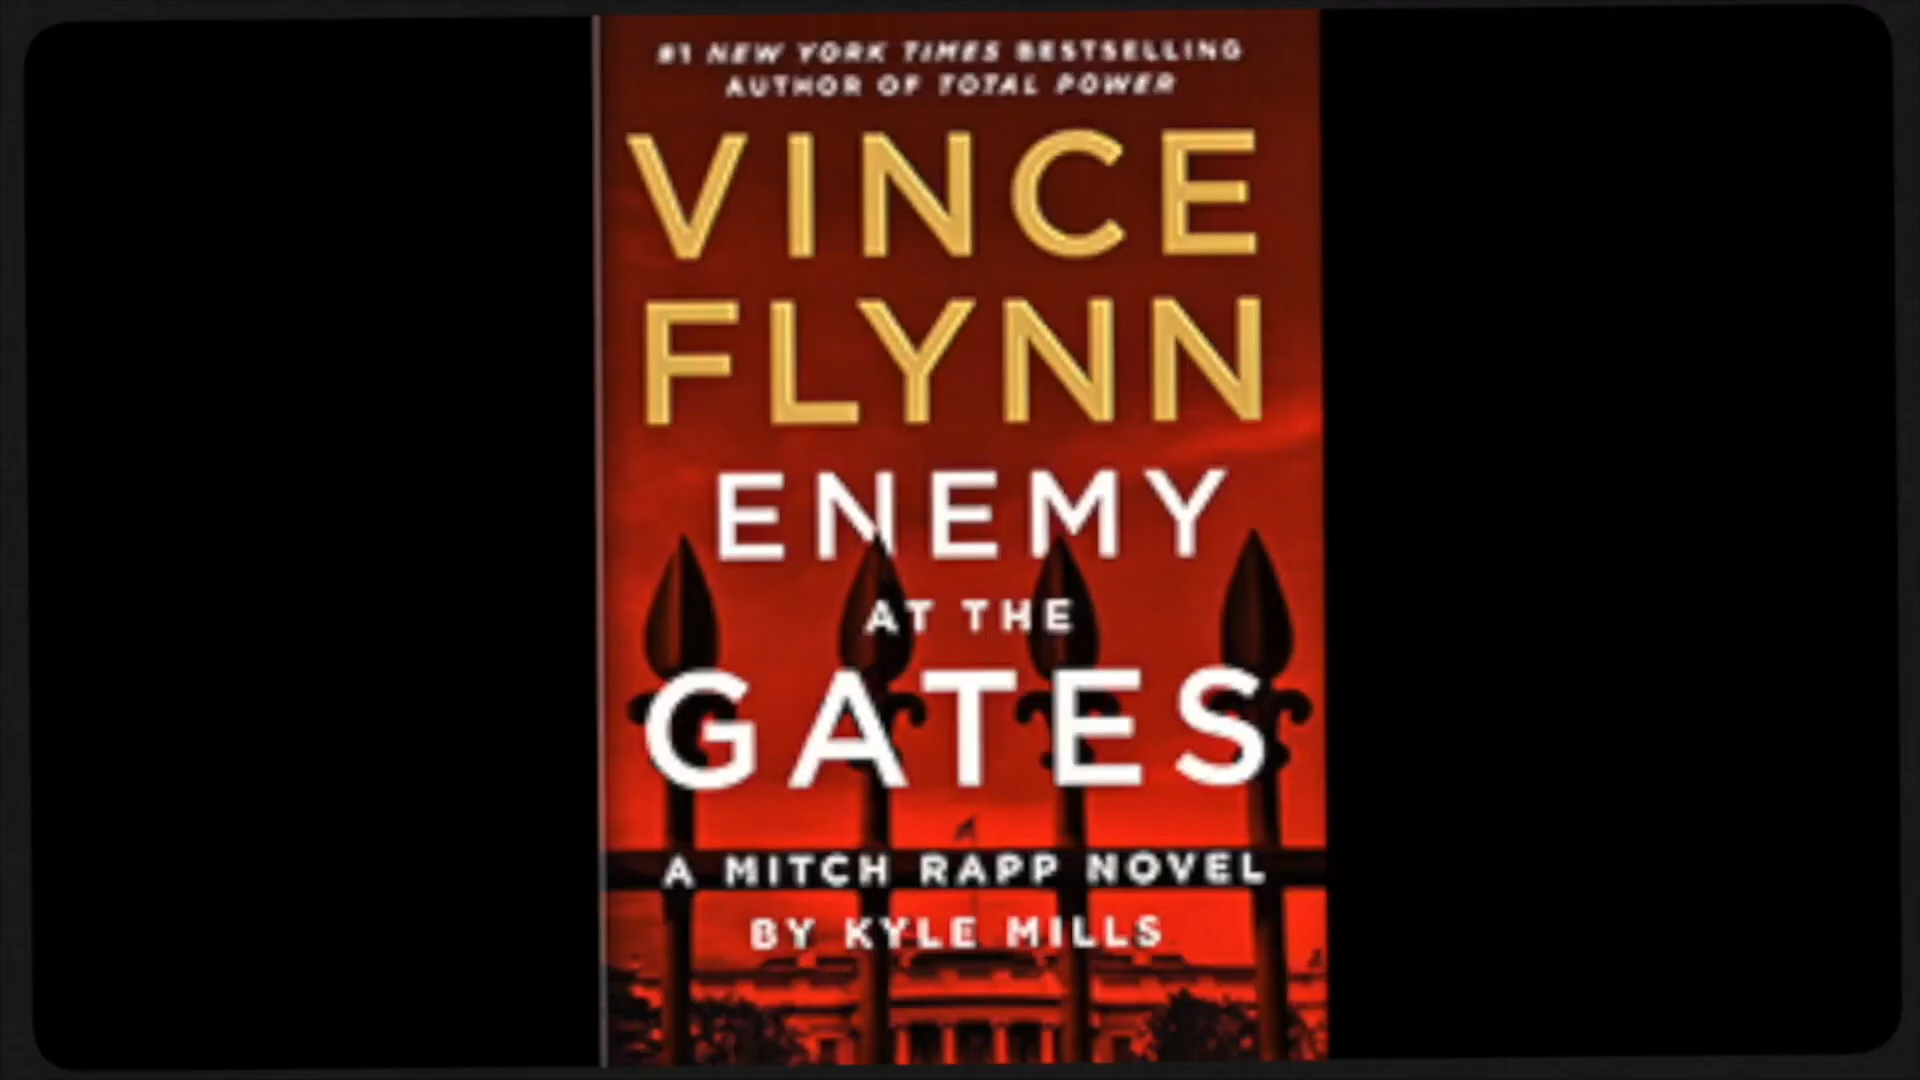 #1 NEW YORK TIMES BESTSELLING
AUTHOR OF TOTAL POWER
VINCE
FLYNN
ENEMY
AT THE
GATES
A MITCH RAPP NOVEL
BY KYLE MILLS